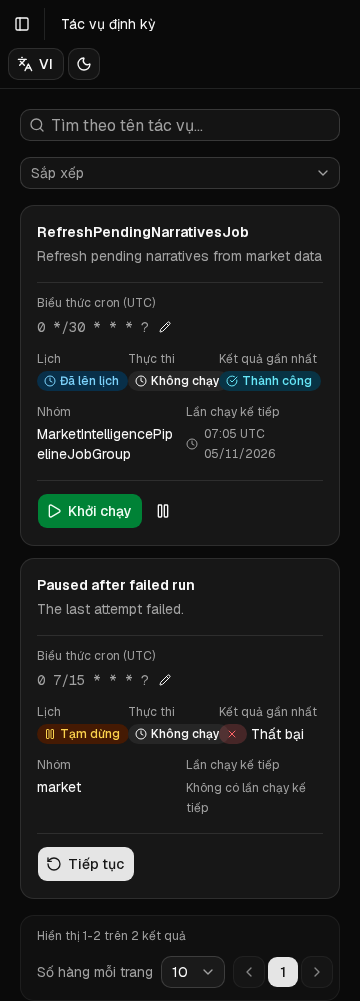 Tác vụ định kỳ
VI
Tìm theo tên tác vụ...
Sắp xếp
RefreshPendingNarrativesJob
Refresh pending narratives from market data
Biểu thức cron (UTC)
0 */30 * * * ?
Lịch Thực thi Kết quả gần nhất
Đã lên lịch Không chạy Thành công
Nhóm Lần chạy kế tiếp
MarketIntelligencePip 07:05 UTC
elineJobGroup 05/11/2026
Khởi chạy
Paused after failed run
The last attempt failed.
Biểu thức cron (UTC)
0 7/15 * * * ?
Lịch Thực thi Kết quả gần nhất
Tạm dừng Không chạy Thất bại
Nhóm Lần chạy kế tiếp
market Không có lần chạy kế
tiếp
Tiếp tục
Hiển thị 1-2 trên 2 kết quả
Số hàng mỗi trang 10 1